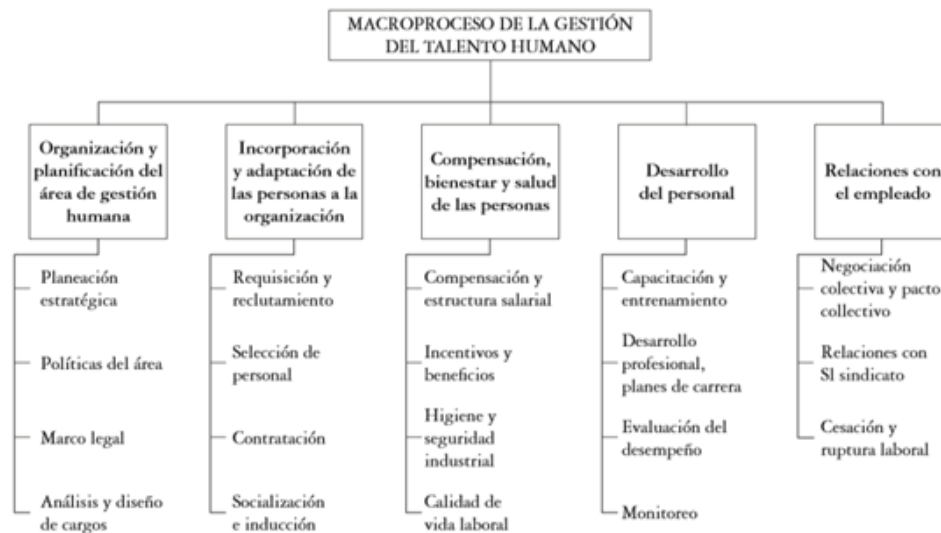 MACROPROCESO DE LA GESTIÓN
DEL TALENTO HUMANO
Organización y
planificación del
área de gestión
humana
Planeación
estratégica
Políticas del área
Marco legal
Análisis y diseño
de cargos
Incorporación
y adaptación de
las personas a la
organización
Requisición y
reclutamiento
Selección de
personal
Contratación
Socialización
e inducción
Compensación,
bienestar y salud
de las personas
Compensación y
estructura salarial
Incentivos y
beneficios
Higiene y
seguridad
industrial
Calidad de
vida laboral
Desarrollo
del personal
Capacitación y
entrenamiento
Desarrollo
profesional,
planes de carrera
Evaluación del
desempeño
Monitoreo
Relaciones con
el empleado
Negociación
colectiva y pacto
collectivo
Relaciones con
Sl sindicato
Cesación y
ruptura laboral